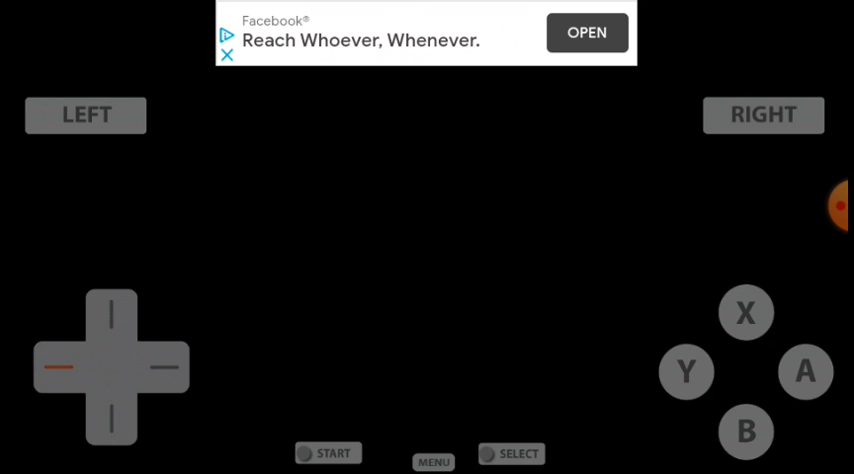 Facebook®
Reach Whoever, Whenever.
OPEN
LEFT
RIGHT
X
Y
A
B
START
SELECT
MENU